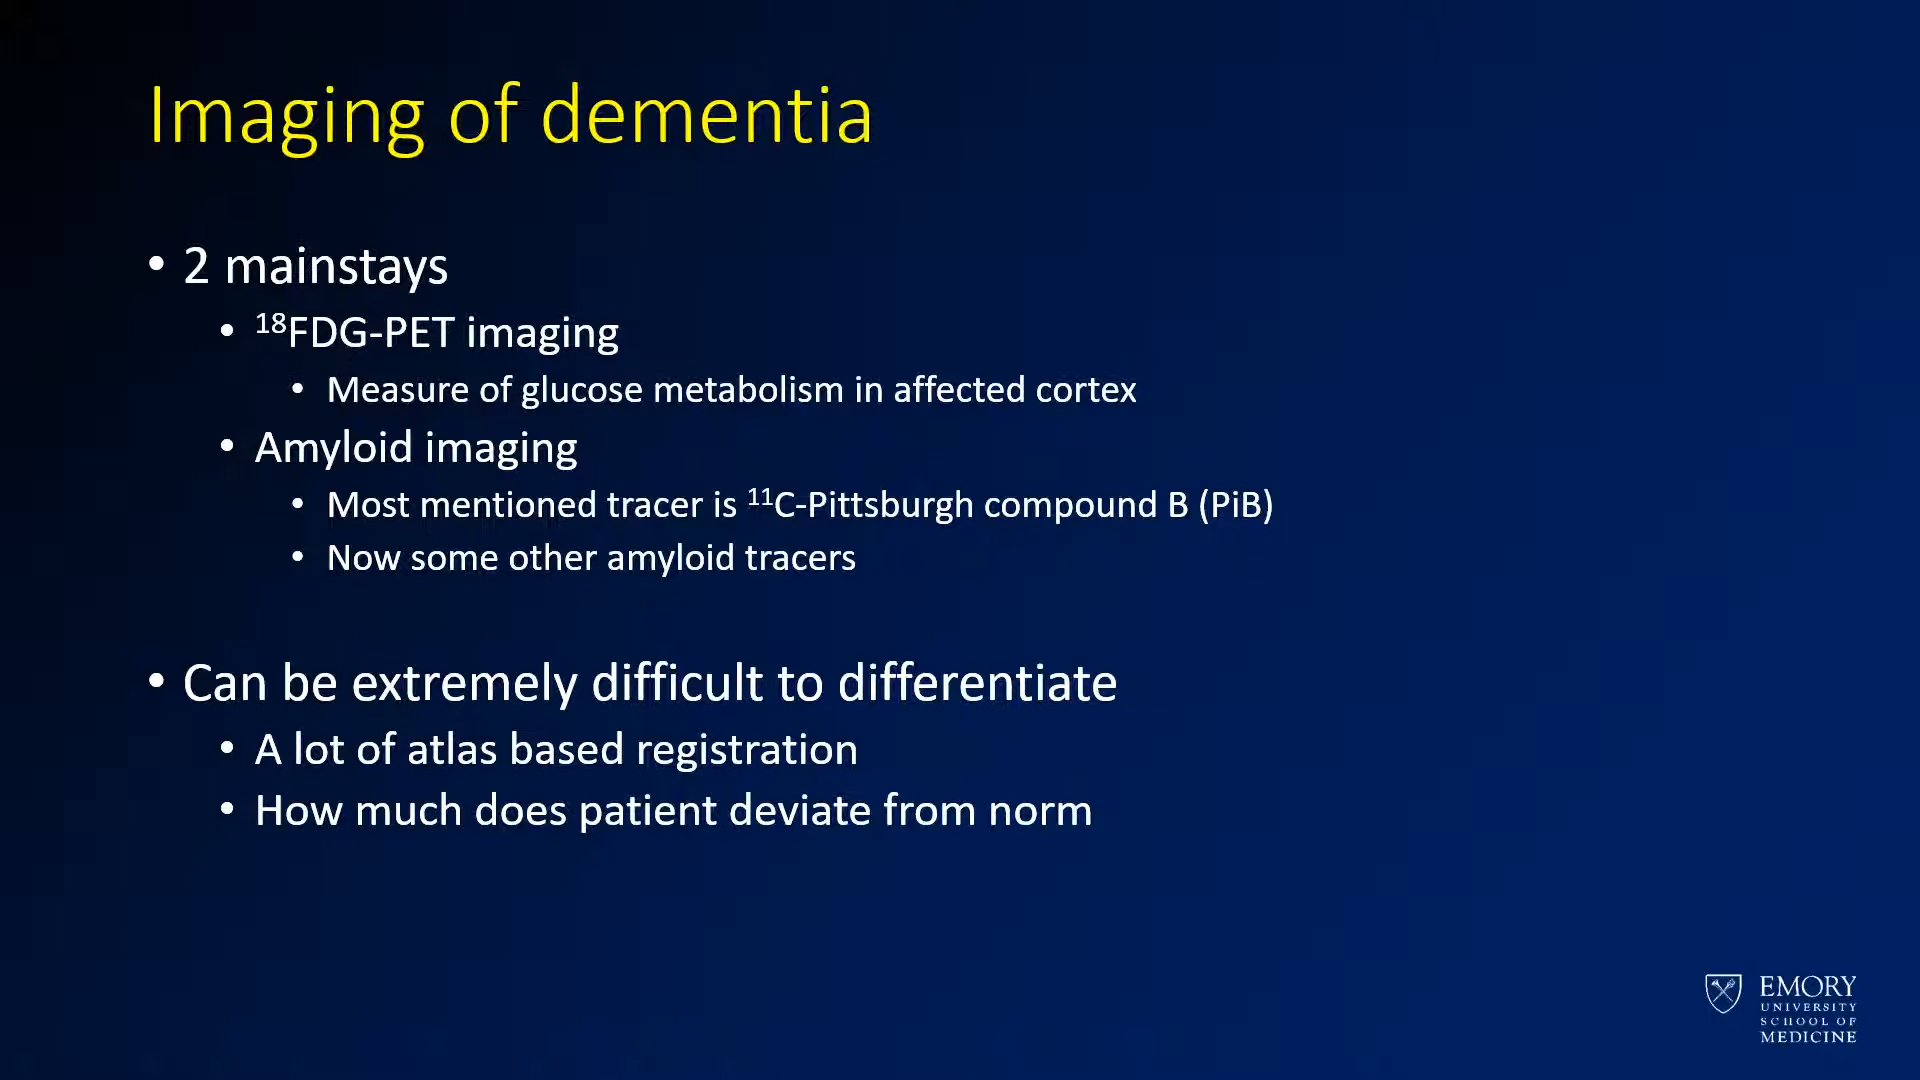 Imaging of dementia
• 2 mainstays
• ¹⁸FDG-PET imaging
• Measure of glucose metabolism in affected cortex
• Amyloid imaging
• Most mentioned tracer is ¹¹C-Pittsburgh compound B (PiB)
• Now some other amyloid tracers
• Can be extremely difficult to differentiate
• A lot of atlas based registration
• How much does patient deviate from norm
EMORY
UNIVERSITY
SCHOOL OF
MEDICINE